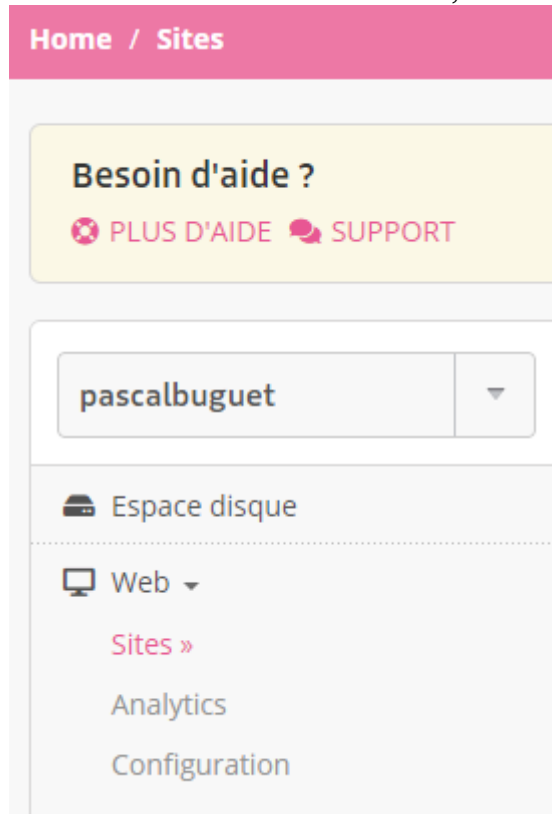 Home / Sites
Besoin d'aide ?
PLUS D'AIDE SUPPORT
pascalbuguet
Espace disque
Web
Sites »
Analytics
Configuration